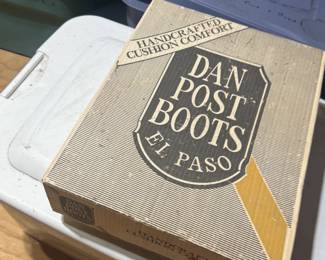 HANDCRAFTED
CUSHION COMFORT
DAN
POST
BOOTS
EL PASO